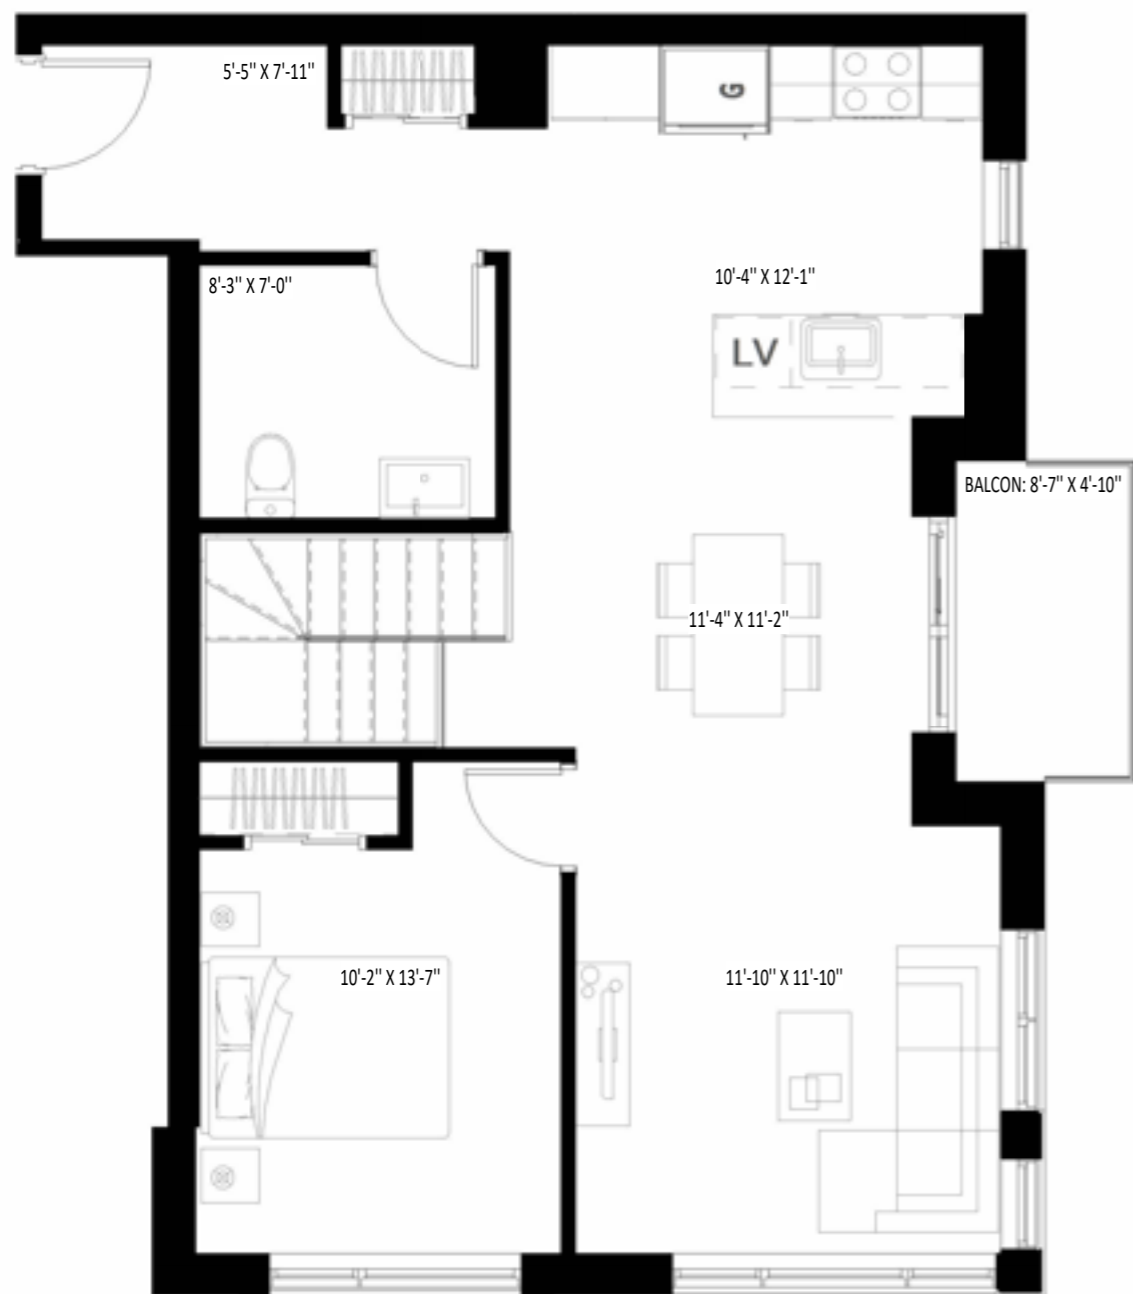 5'-5" X 7'-11"
G
8'-3" X 7'-0"
10'-4" X 12'-1"
LV
BALCON: 8'-7" X 4'-10"
11'-4" X 11'-2"
10'-2" X 13'-7"
11'-10" X 11'-10"